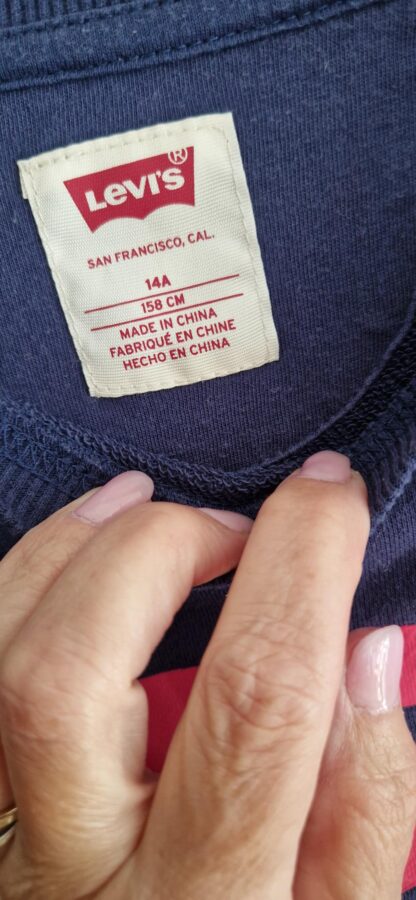 Levi's ®
SAN FRANCISCO, CAL.
14A
158 CM
MADE IN CHINA
FABRIQUÉ EN CHINE
HECHO EN CHINA